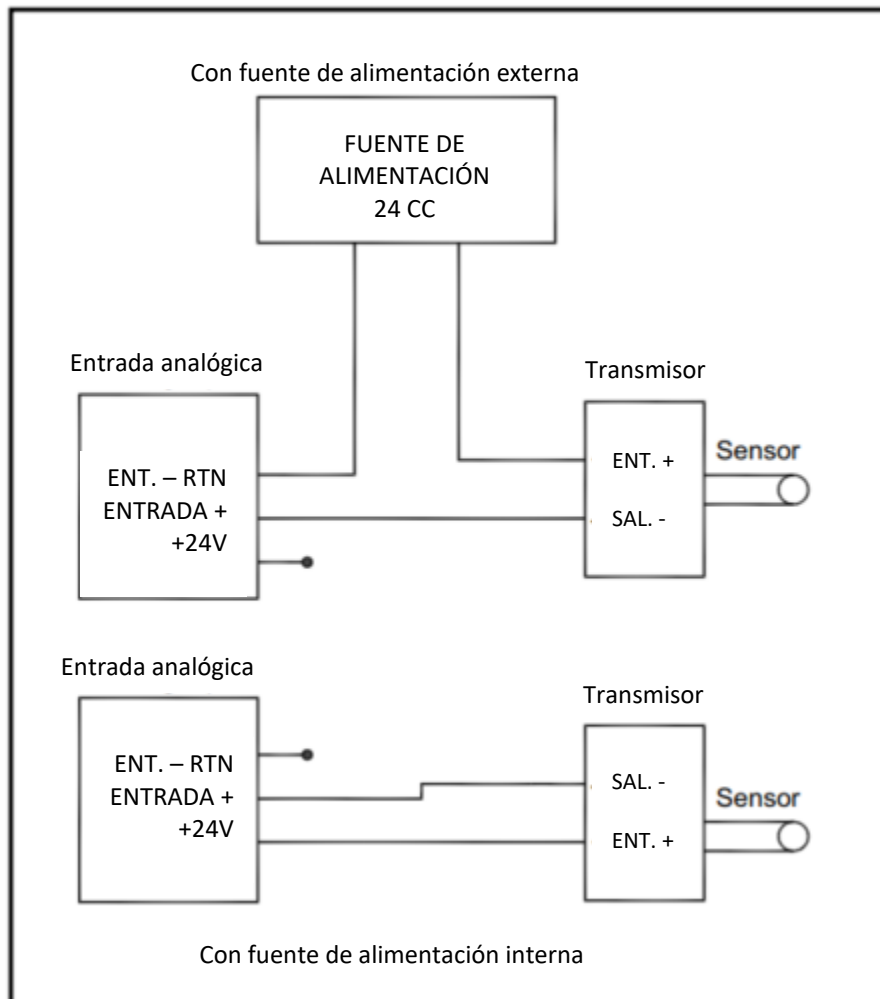 Con fuente de alimentación externa
FUENTE DE
ALIMENTACIÓN
24 CC
Entrada analógica
Transmisor
ENT. – RTN
ENTRADA +
+24V
ENT. +
SAL. -
Sensor
Entrada analógica
Transmisor
ENT. – RTN
ENTRADA +
+24V
SAL. -
ENT. +
Sensor
Con fuente de alimentación interna